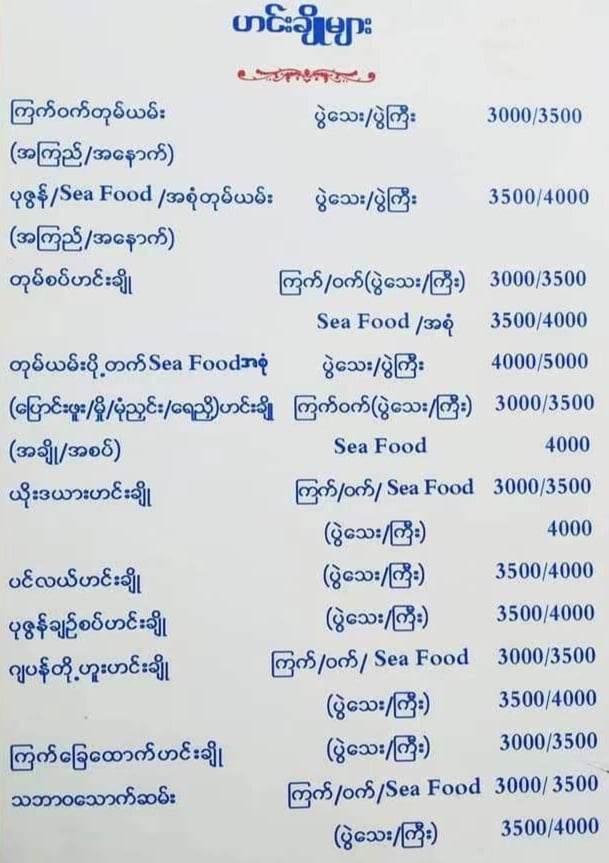 ဟင်းချိုများ
ကြက်ဝက်တုမ်ယမ်း ပွဲသေး/ပွဲကြီး 3000/3500
(အကြည်/အနောက်)
ပုဇွန်/Sea Food /အစုံတုမ်ယမ်း ပွဲသေး/ပွဲကြီး 3500/4000
(အကြည်/အနောက်)
တုမ်စပ်ဟင်းချို ကြက်/ဝက်(ပွဲသေး/ကြီး) 3000/3500
Sea Food /အစုံ 3500/4000
တုမ်ယမ်းပို့တက် Sea Foodအစုံ ပွဲသေး/ပွဲကြီး 4000/5000
(ပြောင်းဖူး/မှို/မုံညှင်း/ရေညှိ)ဟင်းချို ကြက်ဝက်(ပွဲသေး/ကြီး) 3000/3500
(အချို/အစပ်) Sea Food 4000
ယိုးဒယားဟင်းချို ကြက်/ဝက်/ Sea Food 3000/3500
(ပွဲသေး/ကြီး) 4000
ပင်လယ်ဟင်းချို (ပွဲသေး/ကြီး) 3500/4000
ပုဇွန်ချဉ်စပ်ဟင်းချို (ပွဲသေး/ကြီး) 3500/4000
ဂျပန်တို့ဟူးဟင်းချို ကြက်/ဝက်/ Sea Food 3000/3500
(ပွဲသေး/ကြီး) 3500/4000
ကြက်ခြေထောက်ဟင်းချို (ပွဲသေး/ကြီး) 3000/3500
သဘာဝသောက်ဆမ်း ကြက်/ဝက်/Sea Food 3000/ 3500
(ပွဲသေး/ကြီး) 3500/4000